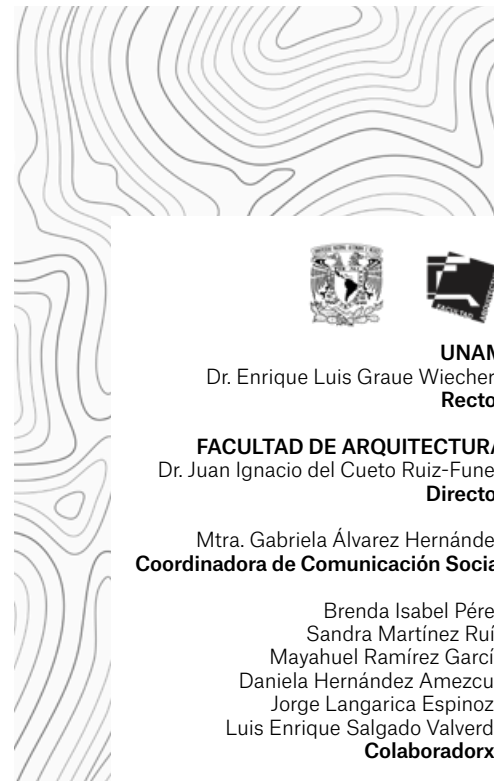 FACULTAD
UNAM
Dr. Enrique Luis Graue Wiecher
Recto
FACULTAD DE ARQUITECTURA
Dr. Juan Ignacio del Cueto Ruiz-Fune
Directo
Mtra. Gabriela Álvarez Hernánde
Coordinadora de Comunicación Socia
Brenda Isabel Pére
Sandra Martínez Ruí
Mayahuel Ramírez Garcí
Daniela Hernández Amezcu
Jorge Langarica Espinoz
Luis Enrique Salgado Valverd
Colaboradorx